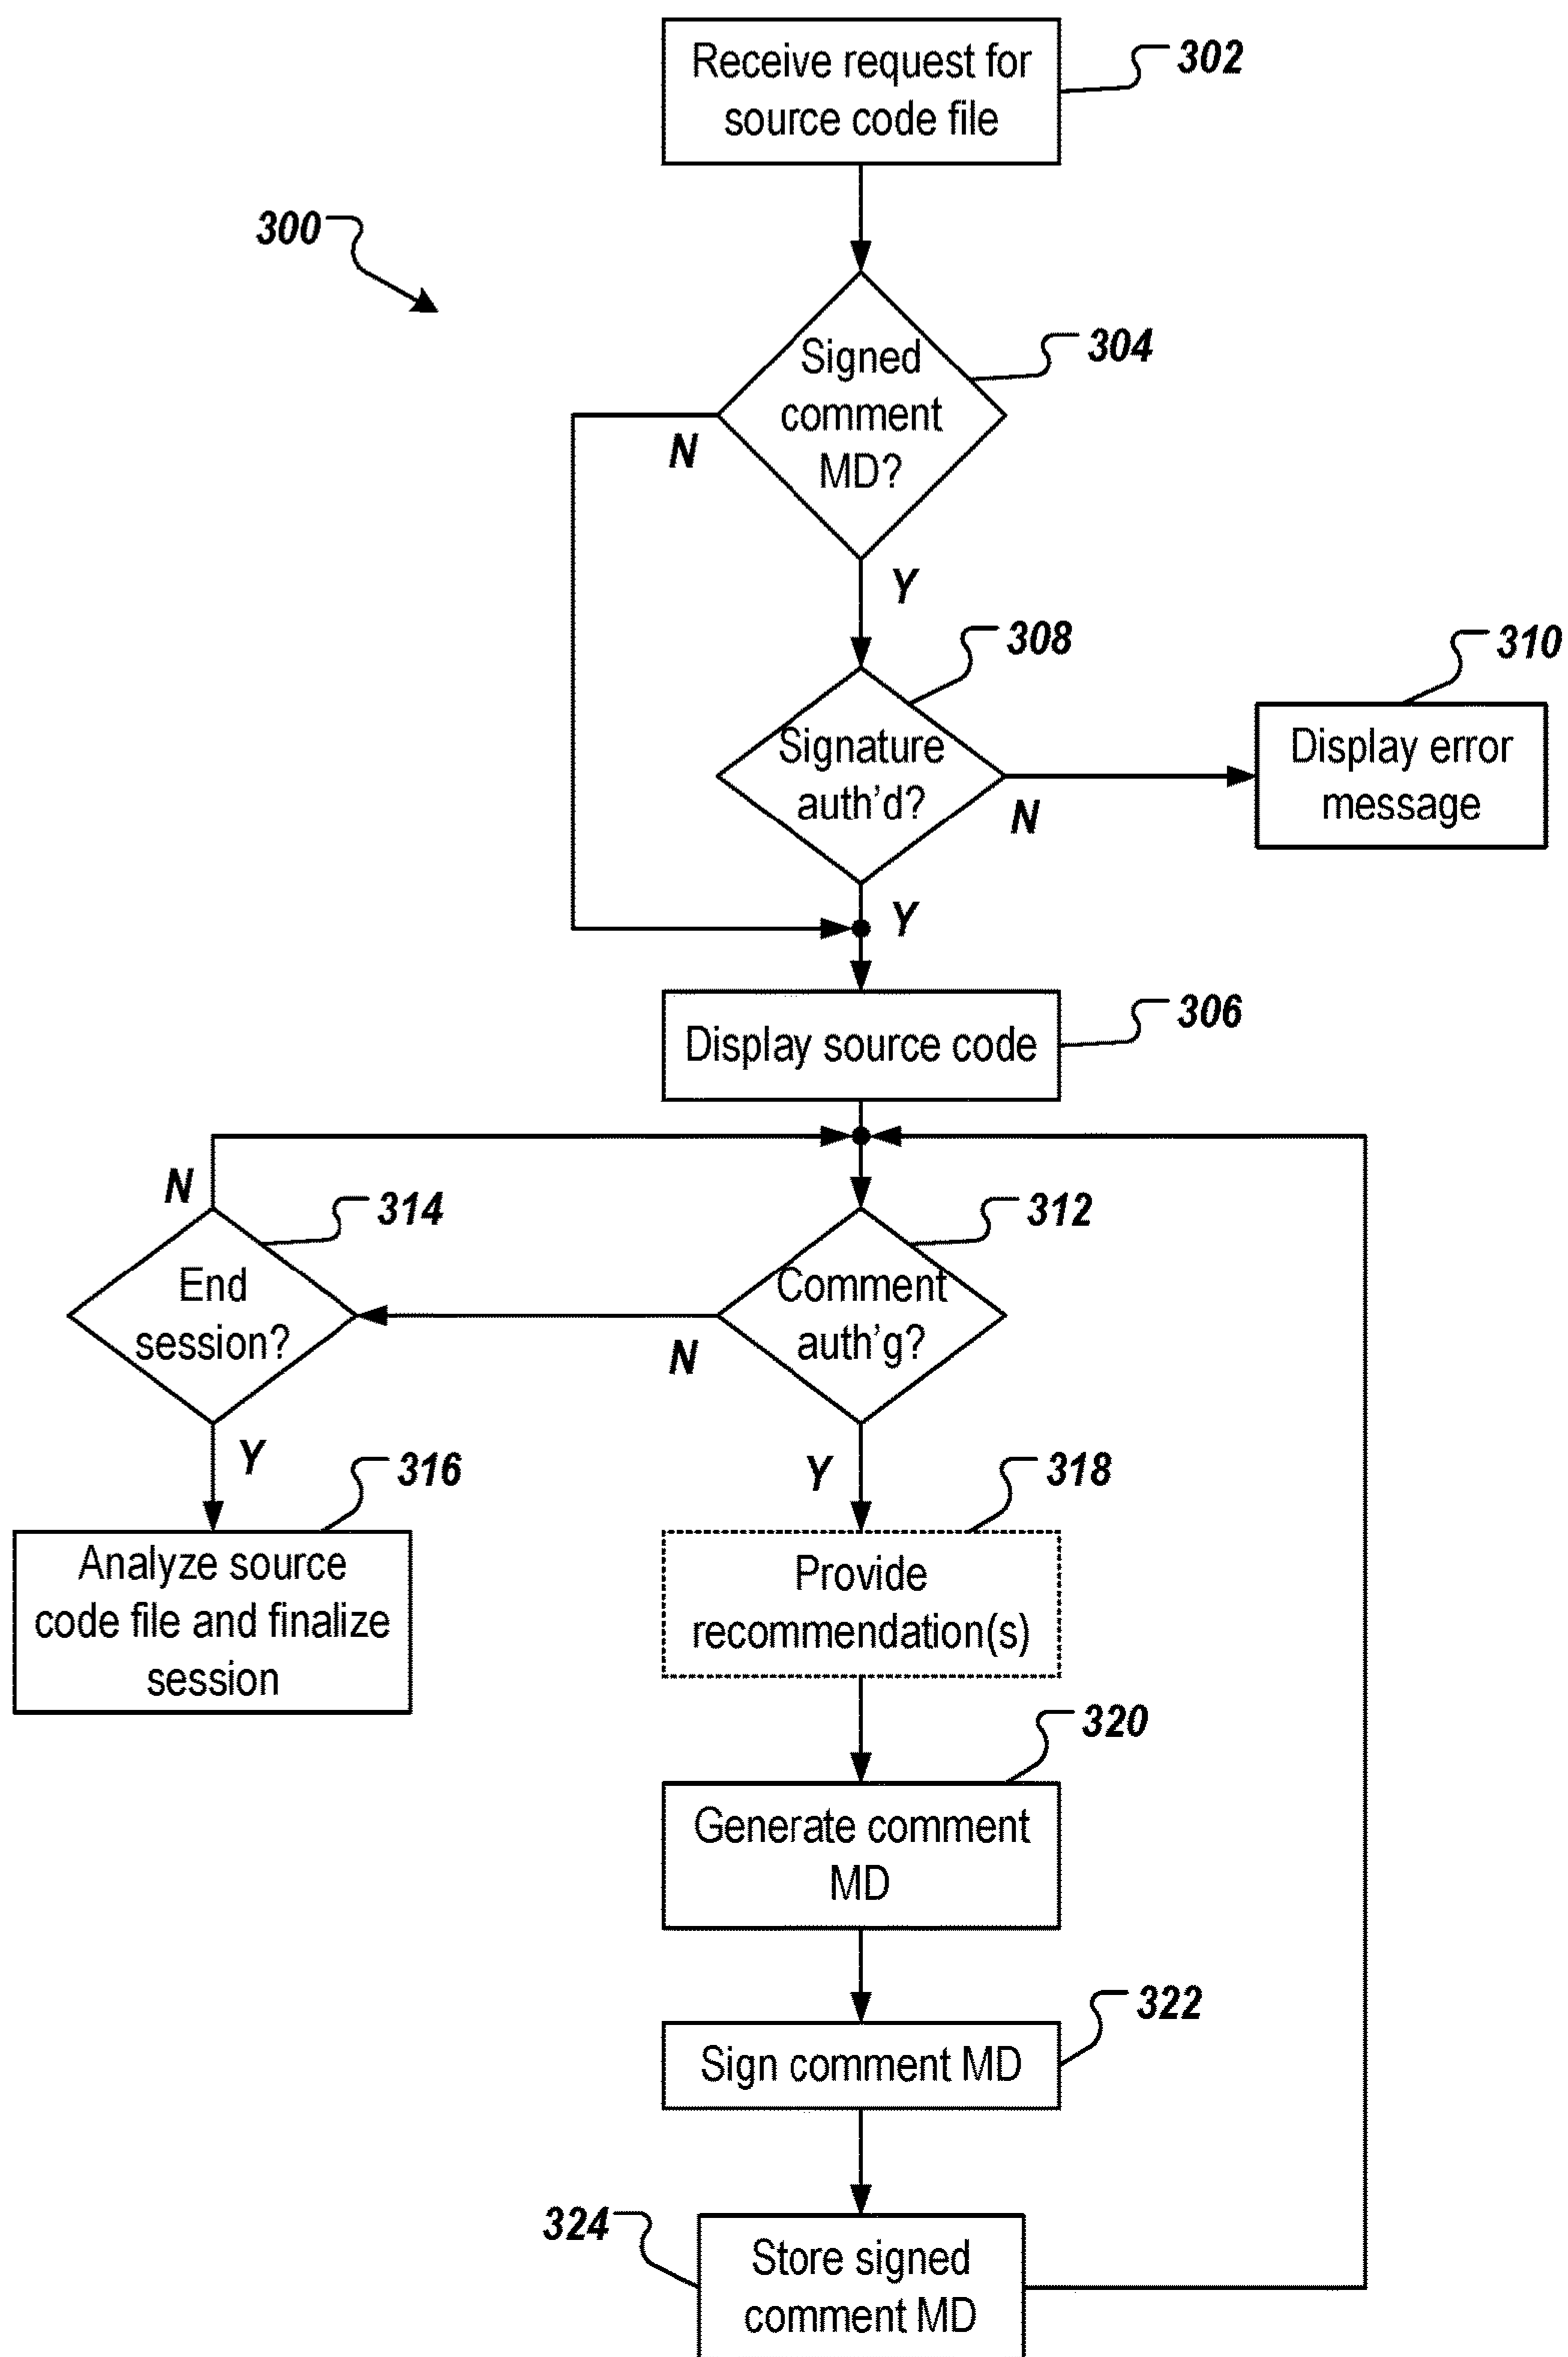 Receive request for
source code file
302
300
Signed
comment
MD?
304
N
Y
Signature
auth'd?
308
N
Display error
message
310
Y
Display source code
306
N
End
session?
314
Comment
auth'g?
312
N
Y
Analyze source
code file and finalize
session
316
Y
Provide
recommendation(s)
318
Generate comment
MD
320
Sign comment MD
322
324
Store signed
comment MD